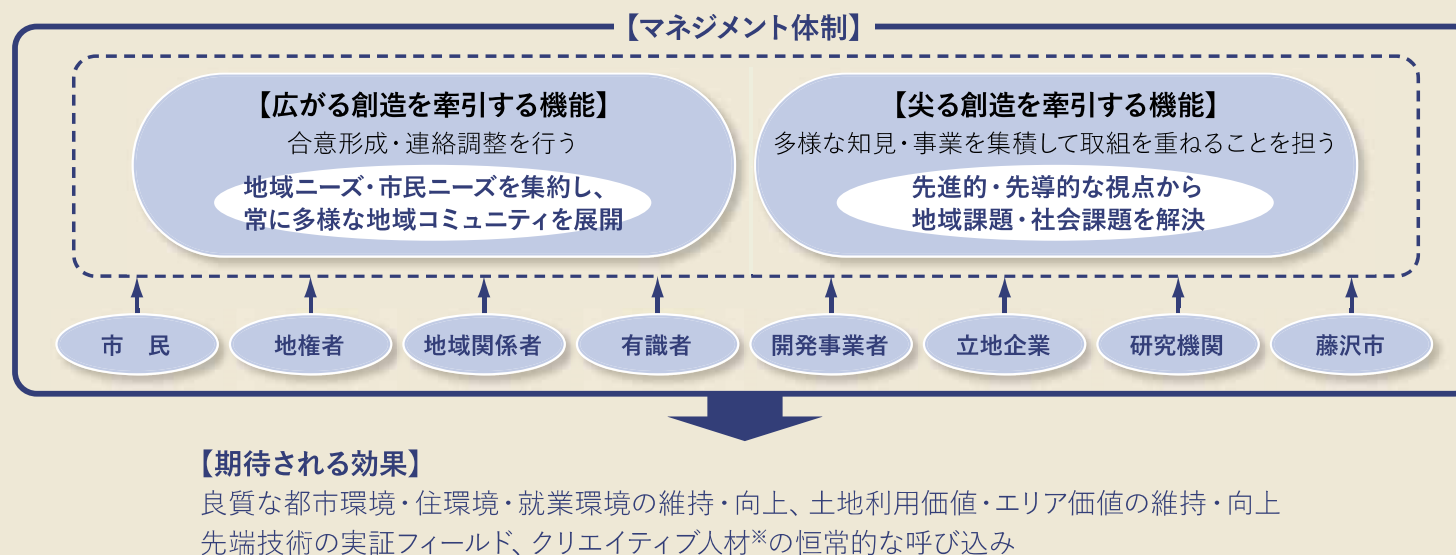 【マネジメント体制】
【広がる創造を牽引する機能】
合意形成・連絡調整を行う
地域ニーズ・市民ニーズを集約し、
常に多様な地域コミュニティを展開
【尖る創造を牽引する機能】
多様な知見・事業を集積して取組を重ねることを担う
先進的・先導的な視点から
地域課題・社会課題を解決
市　民
地権者
地域関係者
有識者
開発事業者
立地企業
研究機関
藤沢市
【期待される効果】
良質な都市環境・住環境・就業環境の維持・向上、土地利用価値・エリア価値の維持・向上
先端技術の実証フィールド、クリエイティブ人材※の恒常的な呼び込み